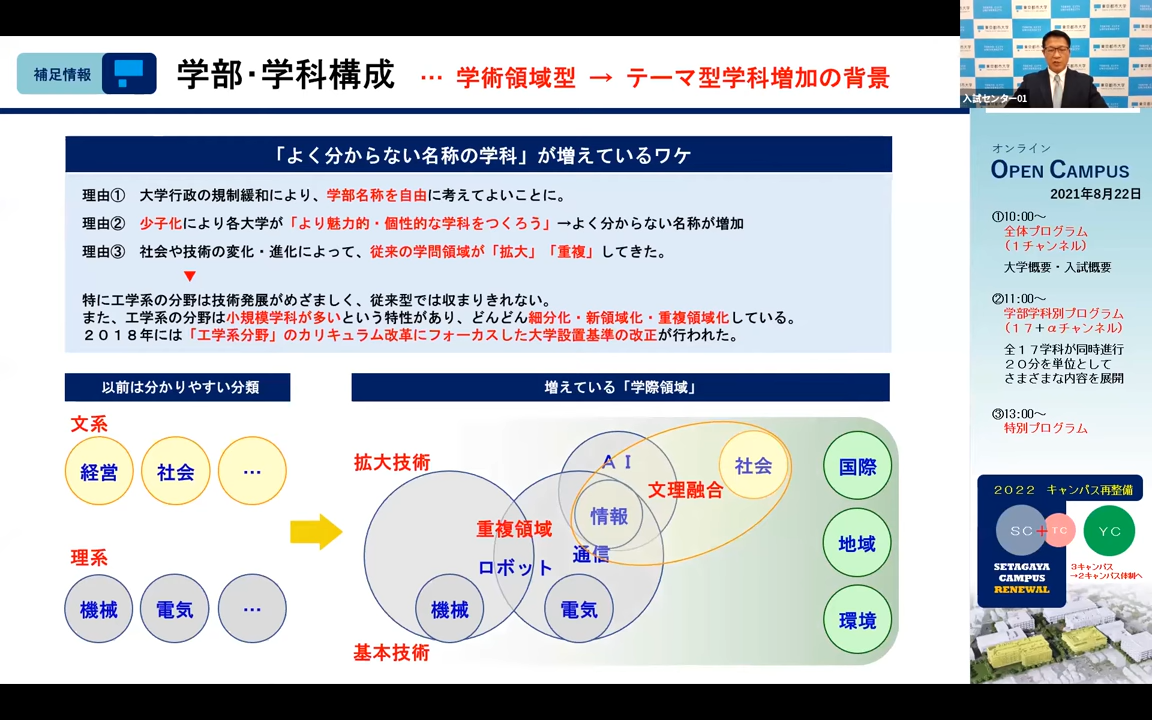 補足情報
学部・学科構成
… 学術領域型 → テーマ型学科増加の背景
「よく分からない名称の学科」が増えているワケ
理由① 大学行政の規制緩和により、学部名称を自由に考えてよいことに。
理由② 少子化により各大学が「より魅力的・個性的な学科をつくろう」→よく分からない名称が増加
理由③ 社会や技術の変化・進化によって、従来の学問領域が「拡大」「重複」してきた。
▼
特に工学系の分野は技術発展がめざましく、従来型では収まりきれない。
また、工学系の分野は小規模学科が多いという特性があり、どんどん細分化・新領域化・重複領域化している。
２０１８年には「工学系分野」のカリキュラム改革にフォーカスした大学設置基準の改正が行われた。
以前は分かりやすい分類
文系
経営
社会
…
理系
機械
電気
…
増えている「学際領域」
拡大技術
ＡＩ
社会
文理融合
情報
重複領域
通信
ロボット
機械
電気
基本技術
国際
地域
環境
入試センター01
オンライン
OPEN CAMPUS
2021年8月22日
①10:00～
全体プログラム
（１チャンネル）
大学概要・入試概要
②11:00～
学部学科別プログラム
（１７＋αチャンネル）
全１７学科が同時進行
２０分を単位として
さまざまな内容を展開
③13:00～
特別プログラム
２０２２ キャンパス再整備
SC+TC
YC
SETAGAYA
CAMPUS
RENEWAL
３キャンパス
→２キャンパス体制へ